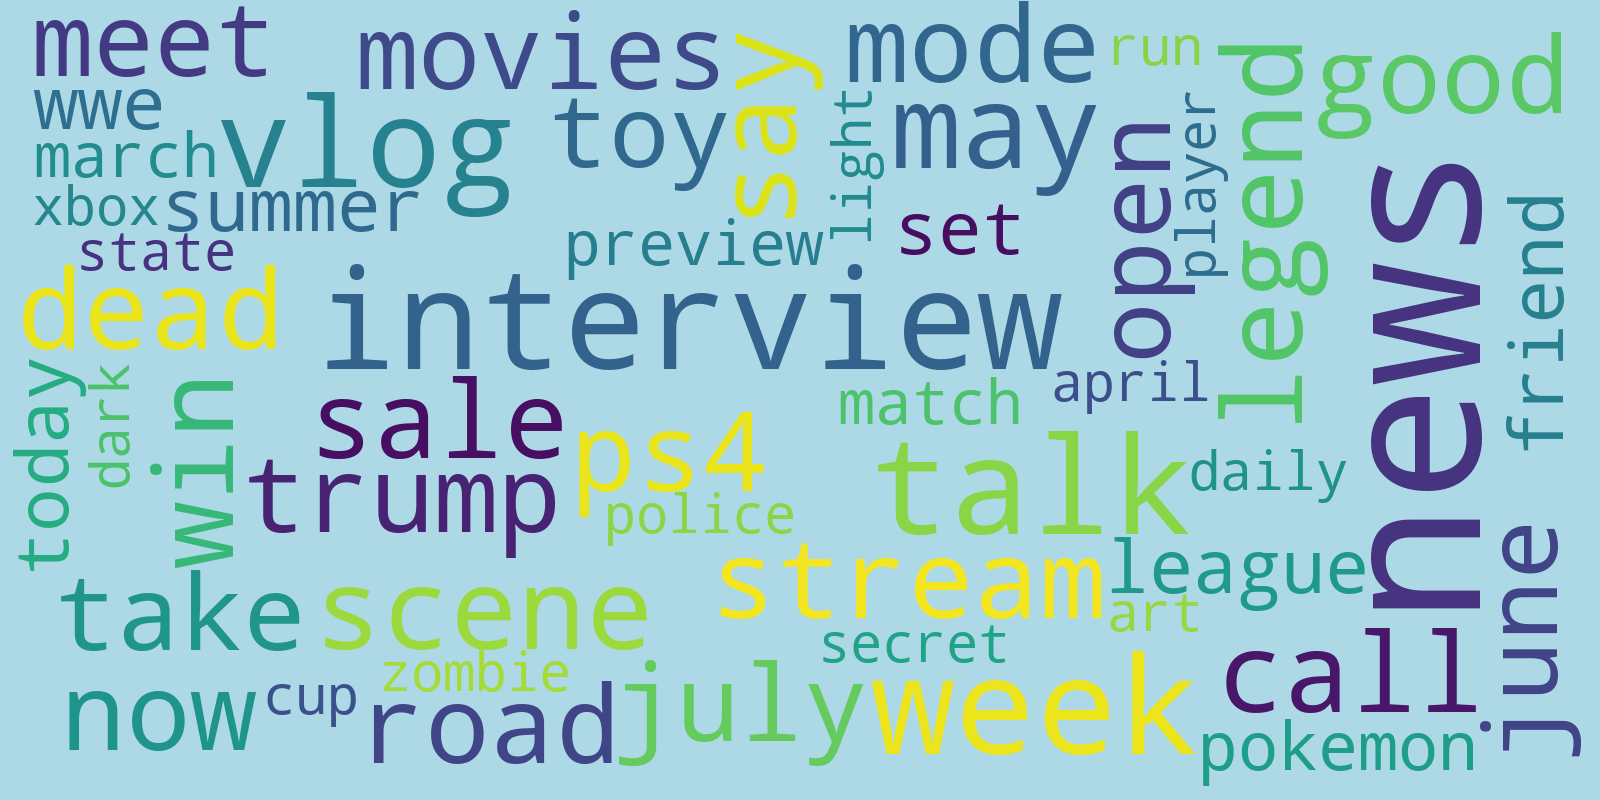 meet
movies
say
mode
run
legend
good
wwe
vlog
toy
light
may
open
player
march
xbox
summer
preview
set
news
friend
state
dead
interview
today
dark
win
sale
match
april
trump
ps4
talk
daily
police
stream
league
june
take
scene
art
secret
zombie
call
now
cup
road
july
week
pokemon